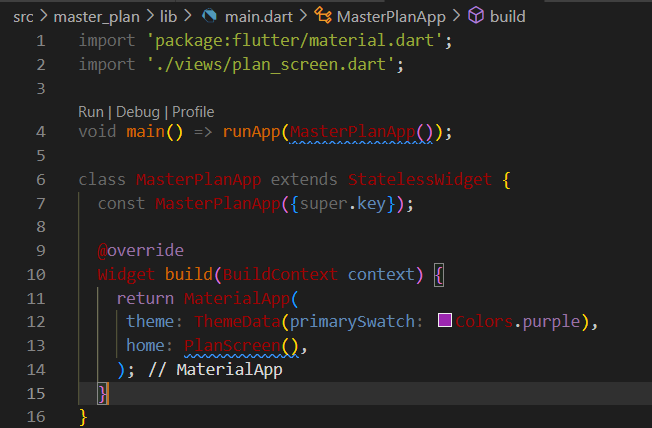 src > master_plan > lib > main.dart > MasterPlanApp > build
1 import 'package:flutter/material.dart';
2 import './views/plan_screen.dart';
3
Run | Debug | Profile
4 void main() => runApp(MasterPlanApp());
5
6 class MasterPlanApp extends StatelessWidget {
7 const MasterPlanApp({super.key});
8
9 @override
10 Widget build(BuildContext context) {
11 return MaterialApp(
12 theme: ThemeData(primarySwatch: Colors.purple),
13 home: PlanScreen(),
14 ); // MaterialApp
15 }
16 }